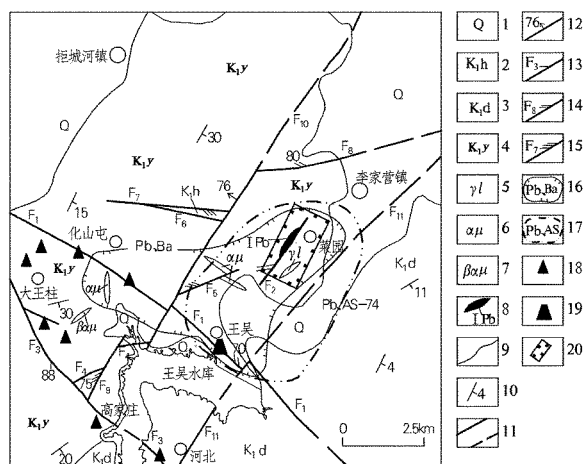 拒城河镇
K₁y
Q
Q
30
F₁₀
K₁y
80
F₈
K₁y
李家营镇
F₁
15
F₇
K₁h
76
F₆
F₁₁
化山屯
Pb,Ba
I Pb
菜园
αμ
γl
K₁d
K₁y
大王柱
αμ
F₅
F₂
11
30
βαμ
Q
F₁
Pb,AS-74
王吴
Q
F₃
88
F₄
75
F₉
Q
70
王吴水库
4
高家庄
F₁
K₁y
F₁₁
F₃
河北
K₁d
20
K₁d
0 2.5km
Q 1
K₁h 2
K₁d 3
K₁y 4
γl 5
αμ 6
βαμ 7
I Pb 8
9
4 10
11
76 12
F₃ 13
F₈ 14
F₇ 15
Pb,Ba 16
Pb,AS 17
18
19
20